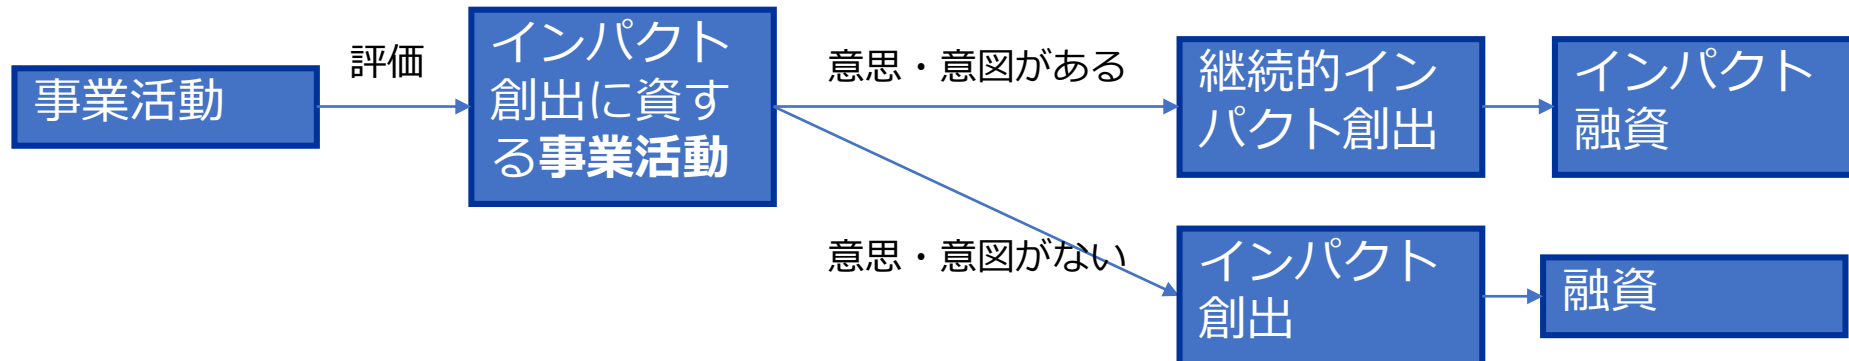 事業活動
評価
インパクト
創出に資す
る事業活動
意思・意図がある
継続的イン
パクト創出
インパクト
融資
意思・意図がない
インパクト
創出
融資